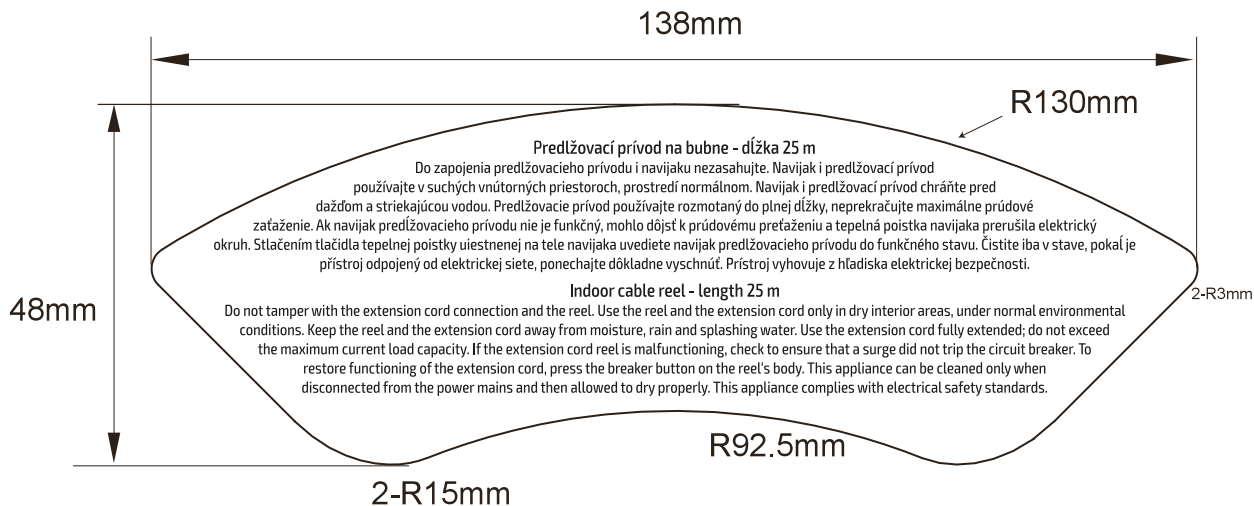 138mm
R130mm
Predlžovací prívod na bubne - dĺžka 25 m
Do zapojenia predlžovacieho prívodu i navijaku nezasahujte. Navijak i predlžovací prívod
používajte v suchých vnútorných priestoroch, prostredí normálnom. Navijak i predlžovací prívod chráňte pred
dažďom a striekajúcou vodou. Predlžovacie prívod používajte rozmotaný do plnej dĺžky, neprekračujte maximálne prúdové
zaťaženie. Ak navijak predĺžovacieho prívodu nie je funkčný, mohlo dôjsť k prúdovému preťaženiu a tepelná poistka navijaka prerušila elektrický
okruh. Stlačením tlačidla tepelnej poistky uiestnenej na tele navijaka uvediete navijak predlžovacieho prívodu do funkčného stavu. Čistite iba v stave, pokaľ je
přístroj odpojený od elektrickej siete, ponechajte dôkladne vyschnúť. Prístroj vyhovuje z hľadiska elektrickej bezpečnosti.
48mm
2-R3mm
Indoor cable reel - length 25 m
Do not tamper with the extension cord connection and the reel. Use the reel and the extension cord only in dry interior areas, under normal environmental
conditions. Keep the reel and the extension cord away from moisture, rain and splashing water. Use the extension cord fully extended; do not exceed
the maximum current load capacity. If the extension cord reel is malfunctioning, check to ensure that a surge did not trip the circuit breaker. To
restore functioning of the extension cord, press the breaker button on the reel's body. This appliance can be cleaned only when
disconnected from the power mains and then allowed to dry properly. This appliance complies with electrical safety standards.
R92.5mm
2-R15mm